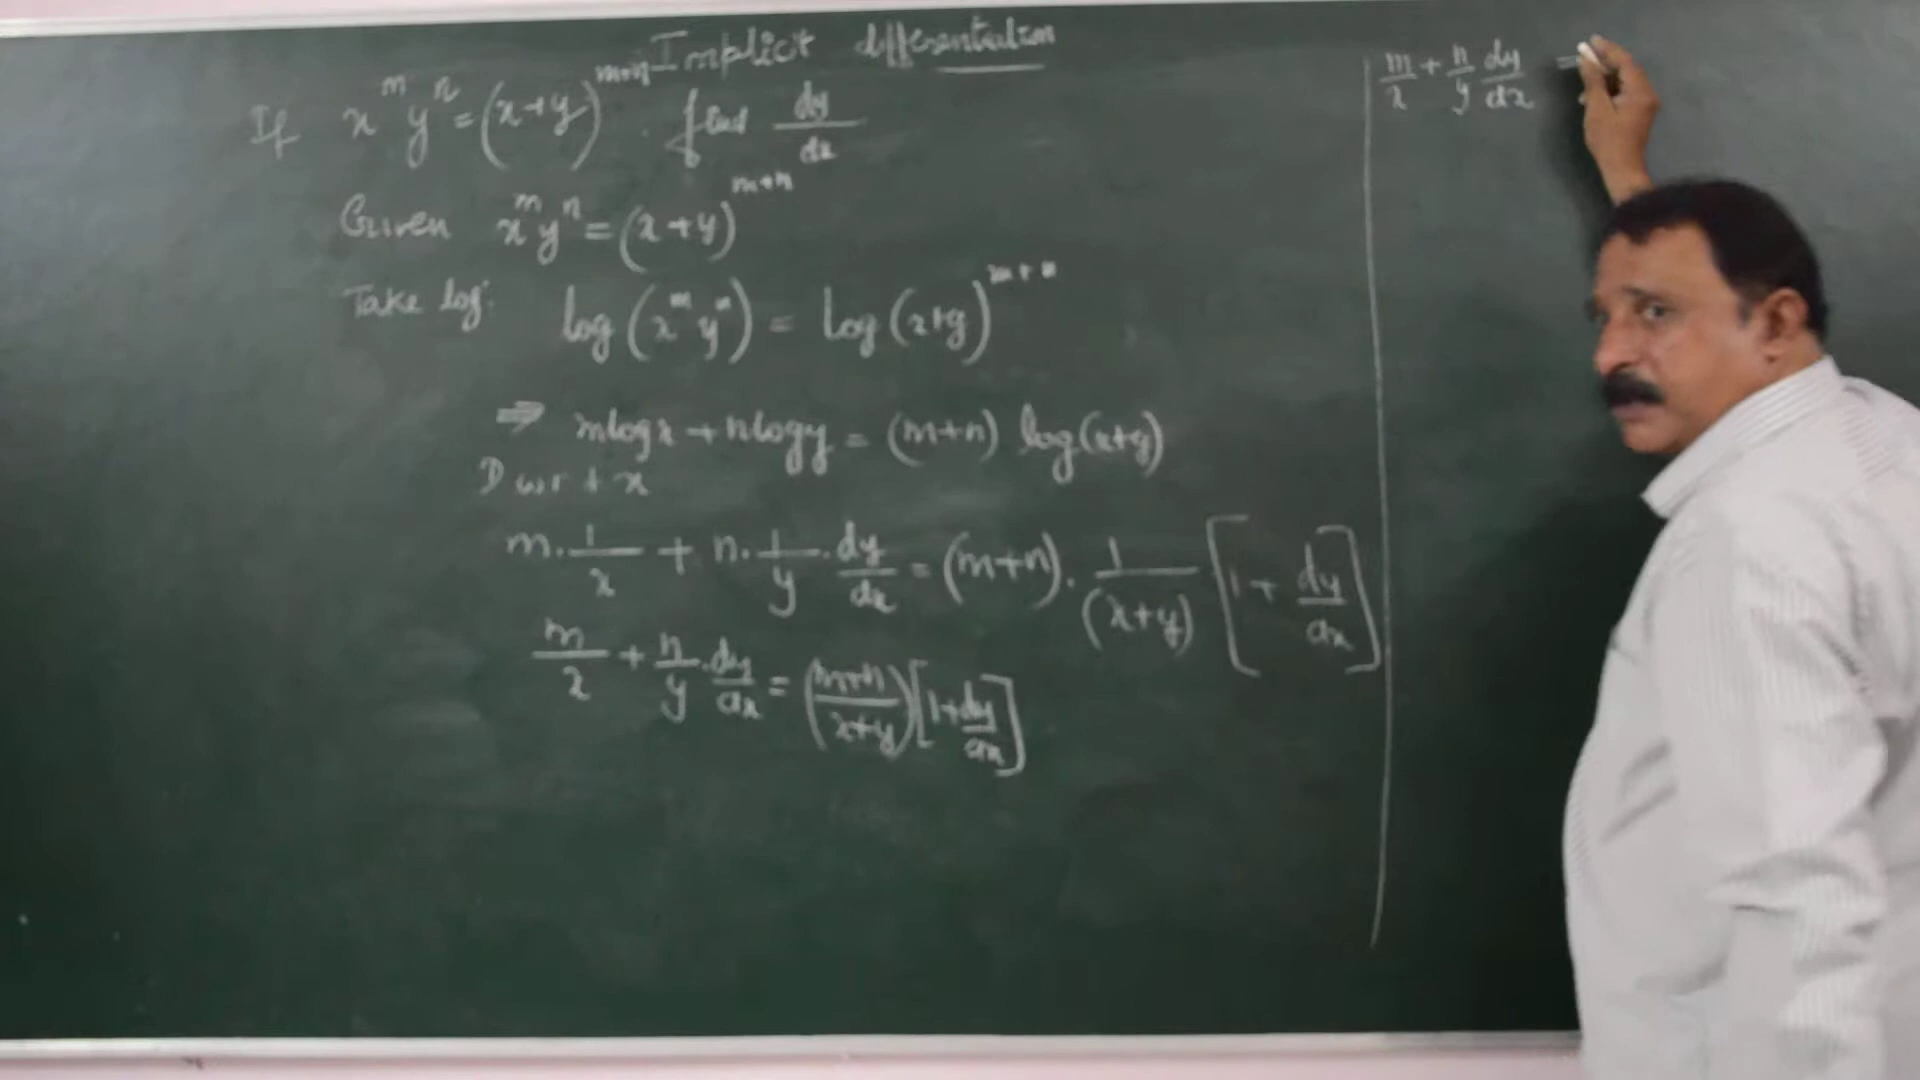 Implicit differentiation
If x^m y^n = (x+y)^(m+n) . find dy/dx
Given x^m y^n = (x+y)^(m+n)
Take log: log (x^m y^n) = log (x+y)^(m+n)
⇒ m log x + n log y = (m+n) log (x+y)
D w r t x
m . 1/x + n . 1/y . dy/dx = (m+n) . 1/(x+y) [1 + dy/dx]
m/x + n/y . dy/dx = (m+n/x+y) [1 + dy/dx]
m/x + n/y dy/dx =